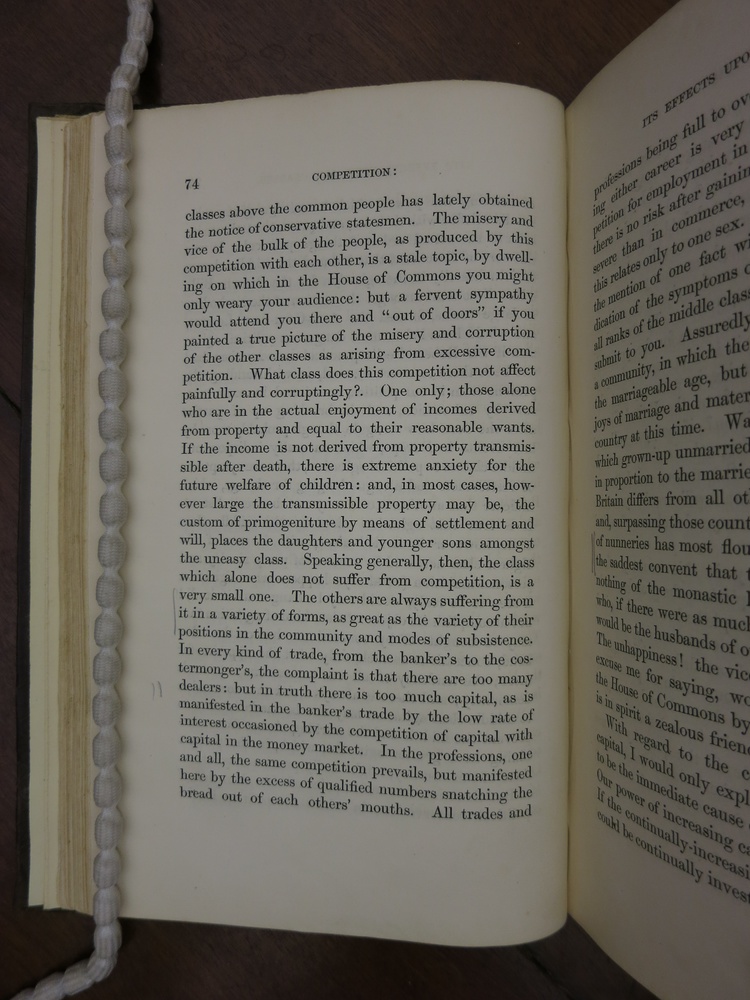 74
COMPETITION:
classes above the common people has lately obtained
the notice of conservative statesmen. The misery and
vice of the bulk of the people, as produced by this
competition with each other, is a stale topic, by dwell-
ing on which in the House of Commons you might
only weary your audience: but a fervent sympathy
would attend you there and "out of doors" if you
painted a true picture of the misery and corruption
of the other classes as arising from excessive com-
petition. What class does this competition not affect
painfully and corruptingly?. One only; those alone
who are in the actual enjoyment of incomes derived
from property and equal to their reasonable wants.
If the income is not derived from property transmis-
sible after death, there is extreme anxiety for the
future welfare of children: and, in most cases, how-
ever large the transmissible property may be, the
custom of primogeniture by means of settlement and
will, places the daughters and younger sons amongst
the uneasy class. Speaking generally, then, the class
which alone does not suffer from competition, is a
very small one. The others are always suffering from
it in a variety of forms, as great as the variety of their
positions in the community and modes of subsistence.
In every kind of trade, from the banker's to the cos-
termonger's, the complaint is that there are too many
dealers: but in truth there is too much capital, as is
manifested in the banker's trade by the low rate of
interest occasioned by the competition of capital with
capital in the money market. In the professions, one
and all, the same competition prevails, but manifested
here by the excess of qualified numbers snatching the
bread out of each others' mouths. All trades and
ITS EFFECTS UPO
professions being full to ov
ing either career is very
petition for employment in
there is no risk after gainin
severe than in commerce,
this relates only to one sex.
the mention of one fact wi
dication of the symptoms o
all ranks of the middle clas
submit to you. Assuredly
a community, in which the
the marriageable age, but
joys of marriage and mater
country at this time. Wa
which grown-up unmarried
in proportion to the marrie
Britain differs from all ot
and, surpassing those count
of nunneries has most flou
the saddest convent that t
nothing of the monastic
who, if there were as much
would be the husbands of o
The unhappiness! the vice
excuse me for saying, wo
the House of Commons by
is in spirit a zealous frien
With regard to the c
capital, I would only expl
to be the immediate cause
Our power of increasing ca
If the continually-increasi
could be continually invest